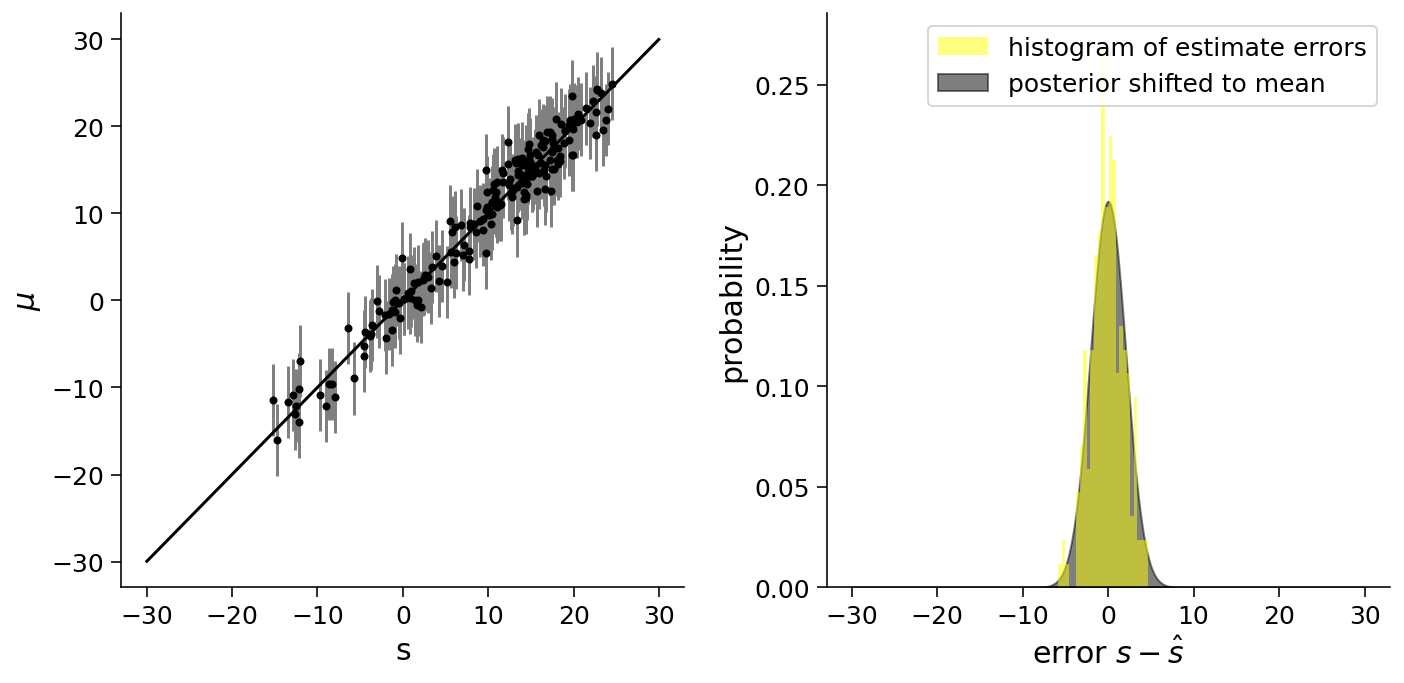 30
20
10
0
−10
−20
−30
μ
−30 −20 −10 0 10 20 30
s
histogram of estimate errors
posterior shifted to mean
0.25
0.20
0.15
0.10
0.05
0.00
probability
−30 −20 −10 0 10 20 30
error s − ŝ